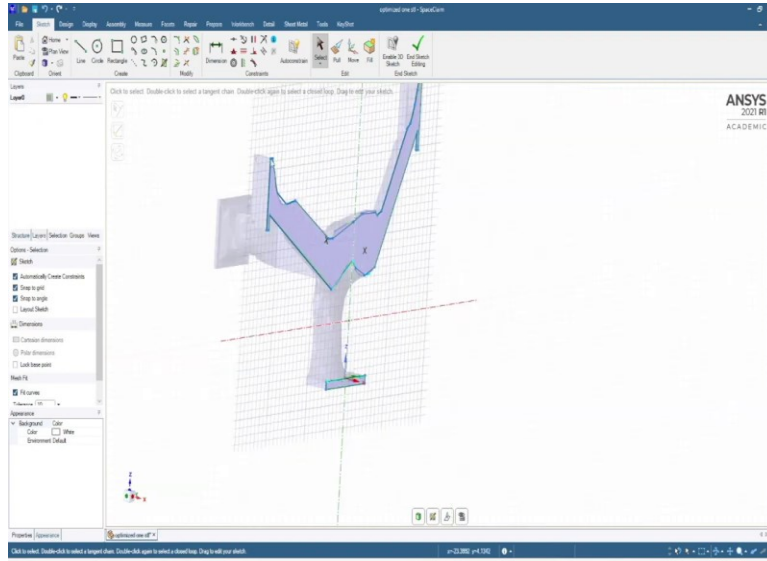 optimized one.stl - SpaceClaim
File Sketch Design Display Assembly Measure Facets Repair Prepare Workbench Detail Sheet Metal Tools KeyShot
Paste
Home
Plan View
Line Circle Rectangle
Dimension
Autoconstrain
Select Pull Move Fill
Enable 3D Sketch
End Sketch Editing
Clipboard Orient Create Modify Constraints Edit End Sketch
Layers
Layer0
Click to select. Double-click to select a tangent chain. Double-click again to select a closed loop. Drag to edit your sketch.
ANSYS
2021 R1
ACADEMIC
Structure Layers Selection Groups Views
Options - Selection
Sketch
Automatically Create Constraints
Snap to grid
Snap to angle
Layout Sketch
Dimensions
Cartesian dimensions
Polar dimensions
Lock base point
Mesh Fit
Fit curves
Appearance
Background Color
Color White
Environment Default
Z
X
Properties Appearance
optimized one.stl*
Click to select. Double-click to select a tangent chain. Double-click again to select a closed loop. Drag to edit your sketch.